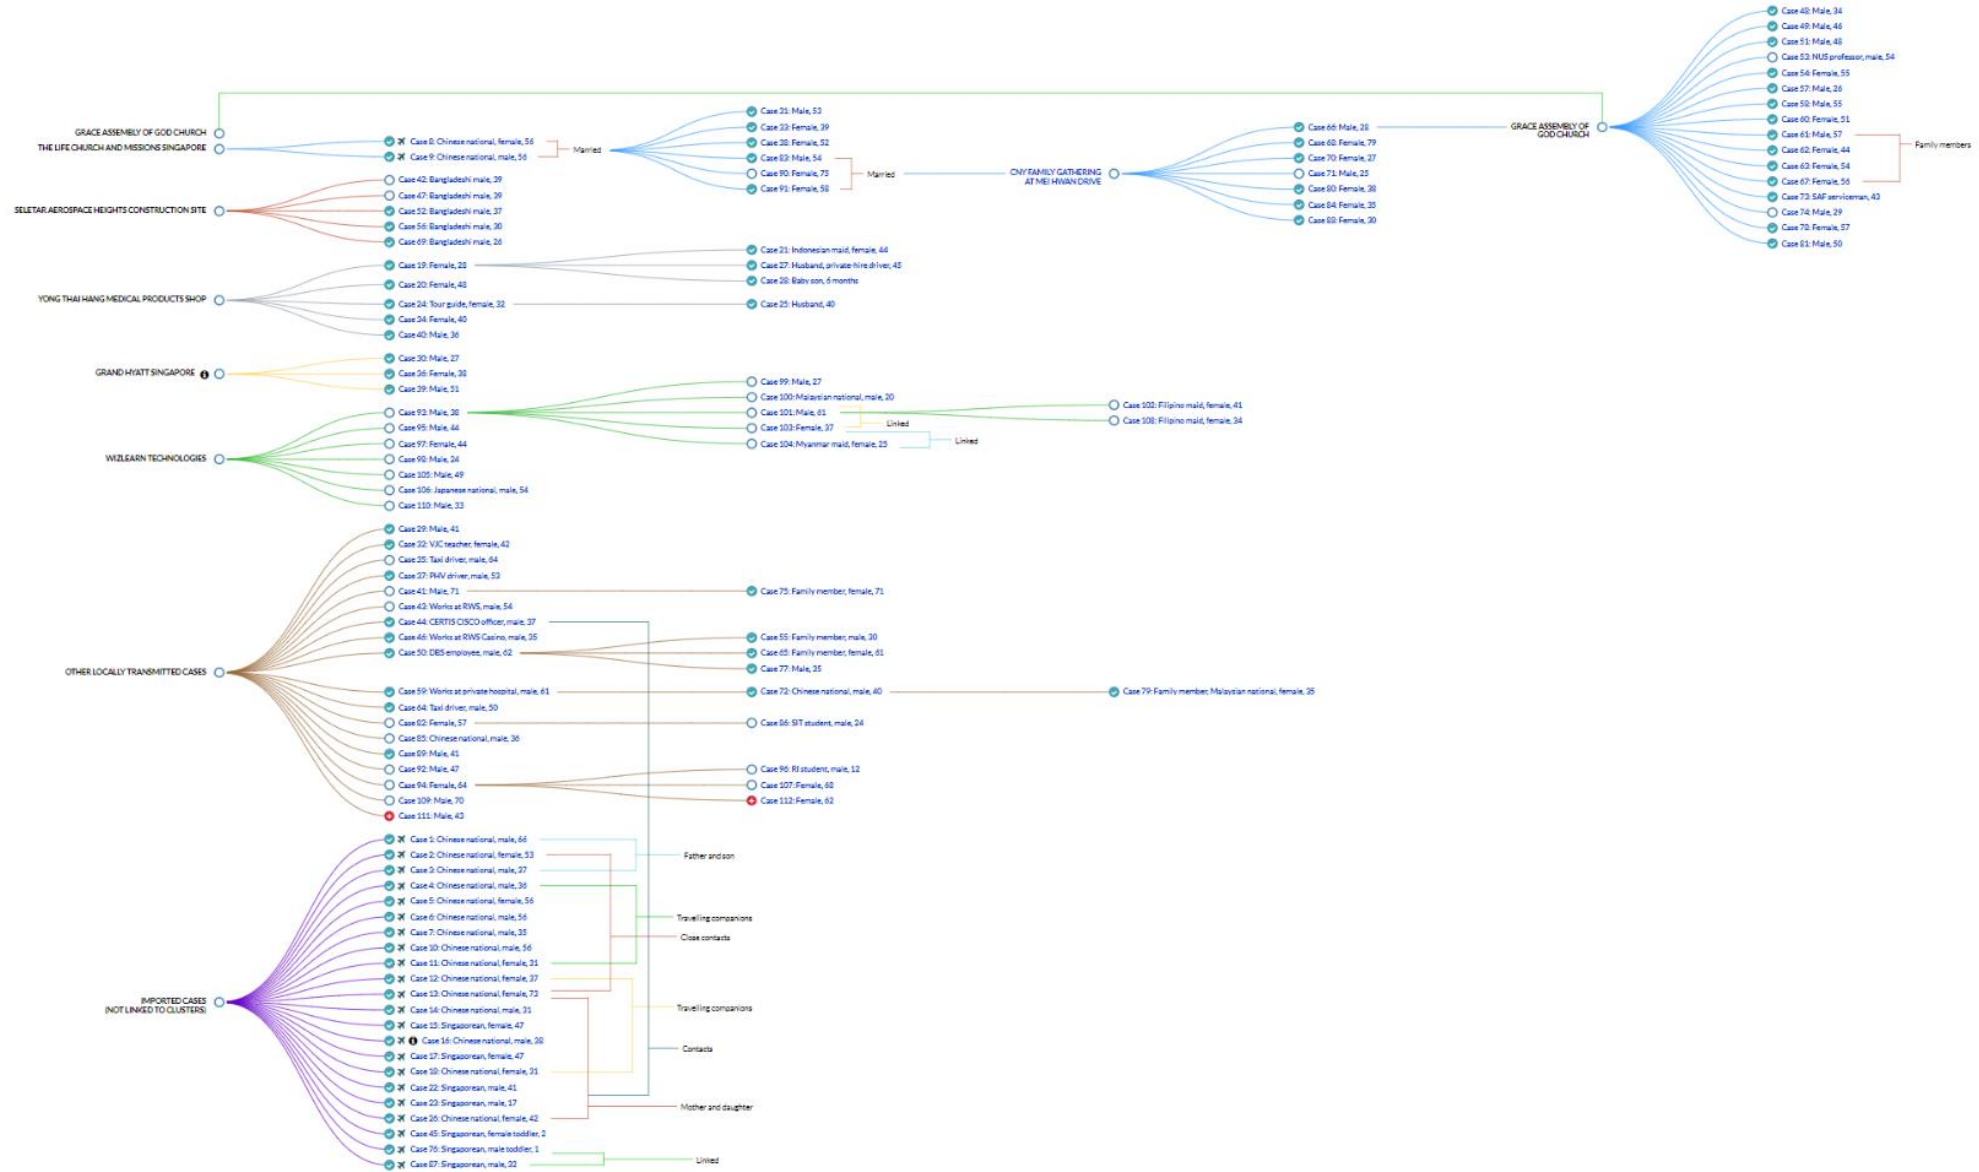 GRACE ASSEMBLY OF GOD CHURCH
THE LIFE CHURCH AND MISSIONS SINGAPORE
Case 8: Chinese national, female, 56
Case 9: Chinese national, male, 56
Married
Case 31: Male, 53
Case 33: Female, 39
Case 38: Female, 52
Case 83: Male, 54
Case 90: Female, 75
Case 91: Female, 58
Married
CNY FAMILY GATHERING
AT MEI HWAN DRIVE
Case 66: Male, 28
Case 68: Female, 79
Case 70: Female, 27
Case 71: Male, 25
Case 80: Female, 38
Case 84: Female, 35
Case 88: Female, 30
GRACE ASSEMBLY OF
GOD CHURCH
Case 48: Male, 34
Case 49: Male, 46
Case 51: Male, 48
Case 53: NUS professor, male, 54
Case 54: Female, 55
Case 57: Male, 26
Case 58: Male, 55
Case 60: Female, 51
Case 61: Male, 57
Case 62: Female, 44
Case 63: Female, 54
Case 67: Female, 56
Case 73: SAF serviceman, 43
Case 74: Male, 29
Case 78: Female, 57
Case 81: Male, 50
Family members
SELETAR AEROSPACE HEIGHTS CONSTRUCTION SITE
Case 42: Bangladeshi male, 39
Case 47: Bangladeshi male, 39
Case 52: Bangladeshi male, 37
Case 56: Bangladeshi male, 30
Case 69: Bangladeshi male, 26
YONG THAI HANG MEDICAL PRODUCTS SHOP
Case 19: Female, 28
Case 20: Female, 48
Case 24: Tour guide, female, 32
Case 34: Female, 40
Case 40: Male, 36
Case 21: Indonesian maid, female, 44
Case 27: Husband, private-hire driver, 45
Case 28: Baby son, 6 months
Case 25: Husband, 40
GRAND HYATT SINGAPORE
Case 30: Male, 27
Case 36: Female, 38
Case 39: Male, 51
WIZLEARN TECHNOLOGIES
Case 93: Male, 38
Case 95: Male, 44
Case 97: Female, 44
Case 98: Male, 24
Case 105: Male, 49
Case 106: Japanese national, male, 54
Case 110: Male, 33
Case 99: Male, 27
Case 100: Malaysian national, male, 20
Case 101: Male, 61
Case 103: Female, 37
Case 104: Myanmar maid, female, 25
Linked
Linked
Case 102: Filipino maid, female, 41
Case 108: Filipino maid, female, 34
OTHER LOCALLY TRANSMITTED CASES
Case 29: Male, 41
Case 32: VJC teacher, female, 42
Case 35: Taxi driver, male, 64
Case 37: PHV driver, male, 53
Case 41: Male, 71
Case 43: Works at RWS, male, 54
Case 44: CERTIS CISCO officer, male, 37
Case 46: Works at RWS Casino, male, 35
Case 50: DBS employee, male, 62
Case 59: Works at private hospital, male, 61
Case 64: Taxi driver, male, 50
Case 82: Female, 57
Case 85: Chinese national, male, 36
Case 89: Male, 41
Case 92: Male, 47
Case 94: Female, 64
Case 109: Male, 70
Case 111: Male, 43
Case 75: Family member, female, 71
Case 55: Family member, male, 30
Case 65: Family member, female, 61
Case 77: Male, 35
Case 72: Chinese national, male, 40
Case 79: Family member, Malaysian national, female, 35
Case 86: SIT student, male, 24
Case 96: RI student, male, 12
Case 107: Female, 68
Case 112: Female, 62
IMPORTED CASES
(NOT LINKED TO CLUSTERS)
Case 1: Chinese national, male, 66
Case 2: Chinese national, female, 53
Case 3: Chinese national, male, 37
Case 4: Chinese national, male, 36
Case 5: Chinese national, female, 56
Case 6: Chinese national, male, 56
Case 7: Chinese national, male, 35
Case 10: Chinese national, male, 56
Case 11: Chinese national, female, 31
Case 12: Chinese national, female, 37
Case 13: Chinese national, female, 73
Case 14: Chinese national, male, 31
Case 15: Singaporean, female, 47
Case 16: Chinese national, male, 38
Case 17: Singaporean, female, 47
Case 18: Chinese national, female, 31
Case 22: Singaporean, male, 41
Case 23: Singaporean, male, 17
Case 26: Chinese national, female, 42
Case 45: Singaporean, female toddler, 2
Case 76: Singaporean, male toddler, 1
Case 87: Singaporean, male, 32
Father and son
Travelling companions
Close contacts
Travelling companions
Contacts
Mother and daughter
Linked